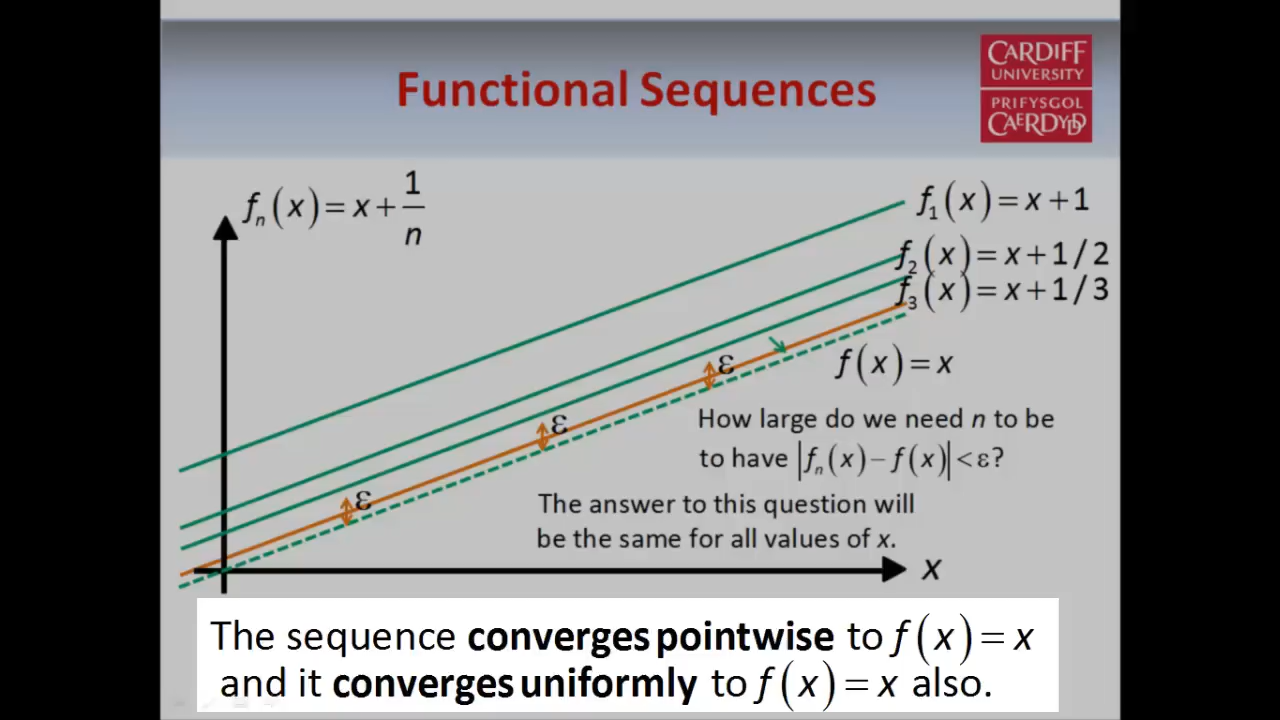 Functional Sequences
CARDIFF
UNIVERSITY
PRIFYSGOL
CAERDYDD
fₙ(x) = x + 1/n
f₁(x) = x + 1
f₂(x) = x + 1 / 2
f₃(x) = x + 1 / 3
ε
f(x) = x
ε
ε
How large do we need n to be
to have |fₙ(x) − f(x)| < ε?
The answer to this question will
be the same for all values of x.
x
The sequence converges pointwise to f(x) = x
and it converges uniformly to f(x) = x also.